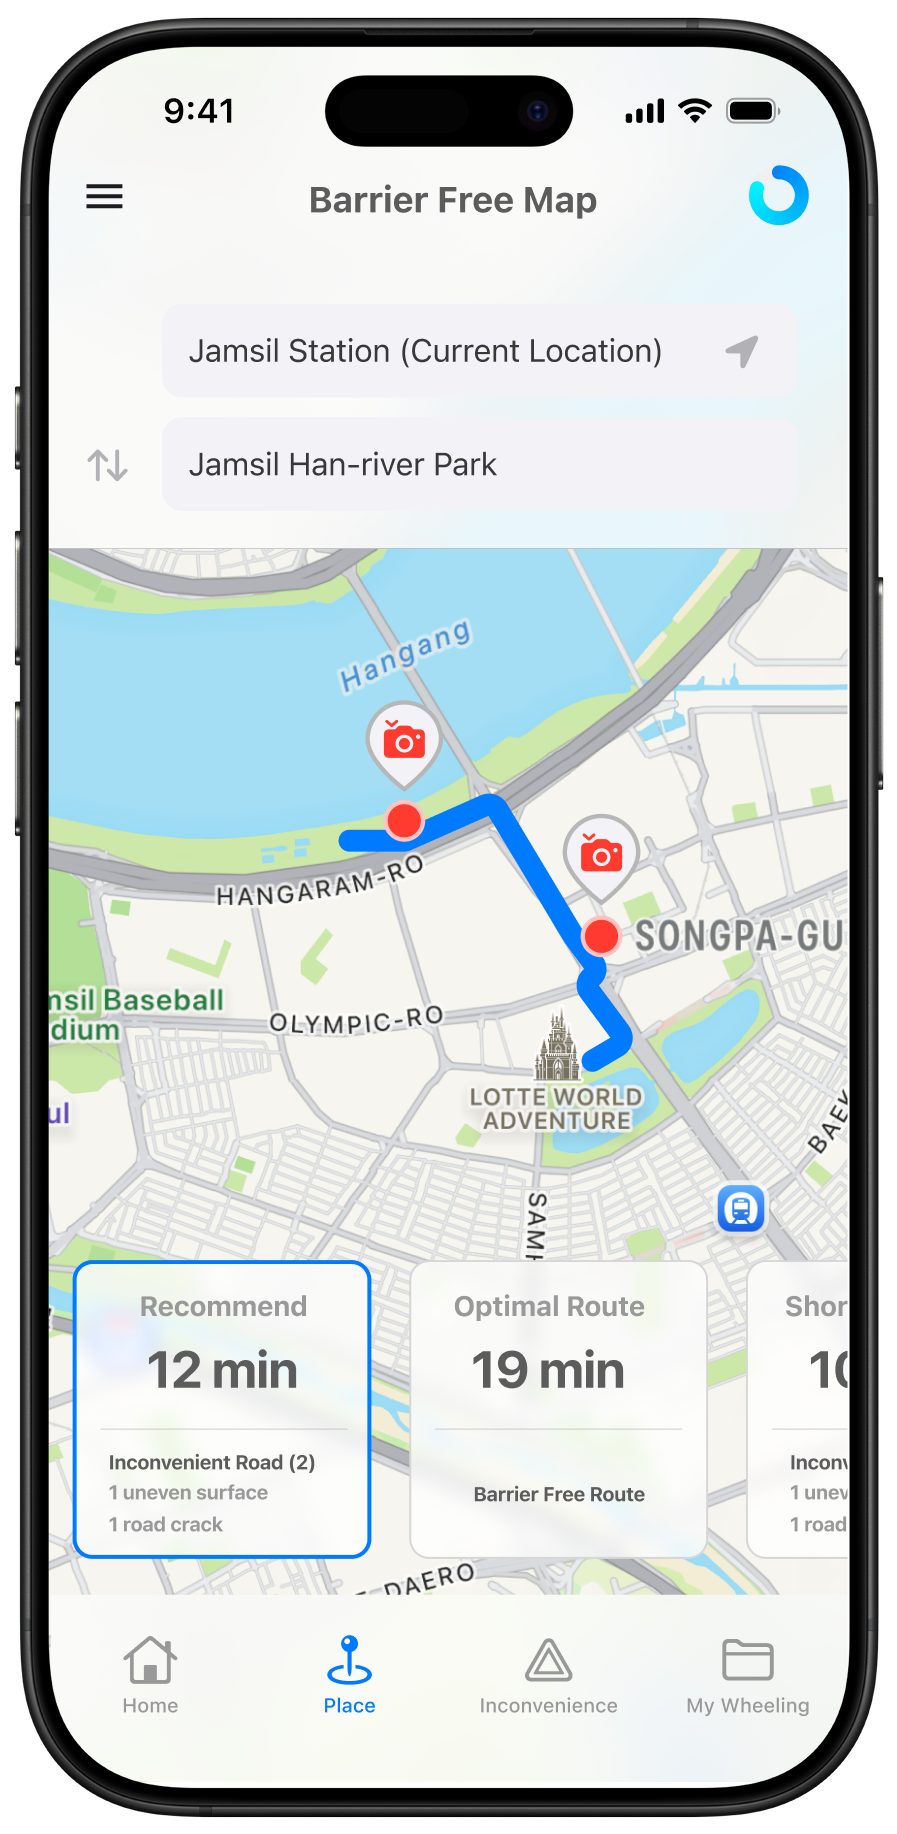 9:41
Barrier Free Map
Jamsil Station (Current Location)
Jamsil Han-river Park
Hangang
HANGARAM-RO
SONGPA-GU
nsil Baseball
dium
OLYMPIC-RO
LOTTE WORLD
ADVENTURE
ul
BAEK
SAMH
Recommend
12 min
Inconvenient Road (2)
1 uneven surface
1 road crack
Optimal Route
19 min
Barrier Free Route
Shor
10
Inconv
1 unev
1 road
DAERO
Home
Place
Inconvenience
My Wheeling